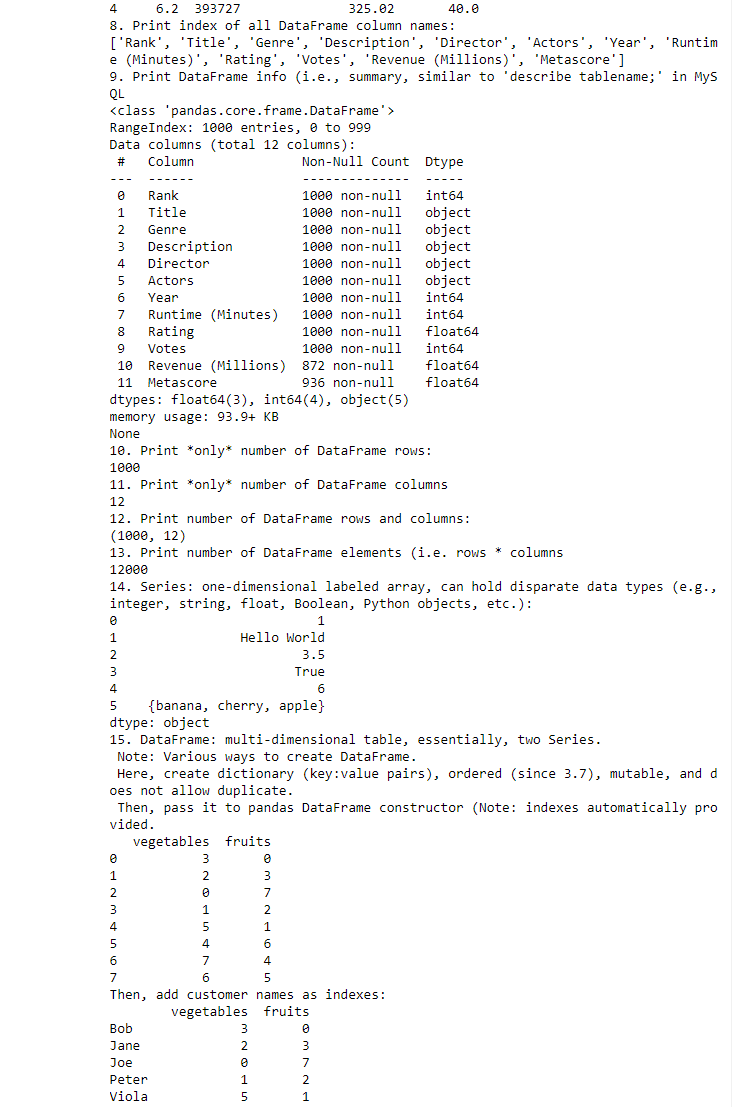 4     6.2  393727              325.02       40.0
8. Print index of all DataFrame column names:
['Rank', 'Title', 'Genre', 'Description', 'Director', 'Actors', 'Year', 'Runtim
e (Minutes)', 'Rating', 'Votes', 'Revenue (Millions)', 'Metascore']
9. Print DataFrame info (i.e., summary, similar to 'describe tablename;' in MyS
QL
<class 'pandas.core.frame.DataFrame'>
RangeIndex: 1000 entries, 0 to 999
Data columns (total 12 columns):
 #   Column              Non-Null Count  Dtype
---  ------              --------------  -----
 0   Rank                1000 non-null   int64
 1   Title               1000 non-null   object
 2   Genre               1000 non-null   object
 3   Description         1000 non-null   object
 4   Director            1000 non-null   object
 5   Actors              1000 non-null   object
 6   Year                1000 non-null   int64
 7   Runtime (Minutes)   1000 non-null   int64
 8   Rating              1000 non-null   float64
 9   Votes               1000 non-null   int64
 10  Revenue (Millions)  872 non-null    float64
 11  Metascore           936 non-null    float64
dtypes: float64(3), int64(4), object(5)
memory usage: 93.9+ KB
None
10. Print *only* number of DataFrame rows:
1000
11. Print *only* number of DataFrame columns
12
12. Print number of DataFrame rows and columns:
(1000, 12)
13. Print number of DataFrame elements (i.e. rows * columns
12000
14. Series: one-dimensional labeled array, can hold disparate data types (e.g.,
integer, string, float, Boolean, Python objects, etc.):
0                          1
1                Hello World
2                        3.5
3                       True
4                          6
5    {banana, cherry, apple}
dtype: object
15. DataFrame: multi-dimensional table, essentially, two Series.
 Note: Various ways to create DataFrame.
 Here, create dictionary (key:value pairs), ordered (since 3.7), mutable, and d
oes not allow duplicate.
 Then, pass it to pandas DataFrame constructor (Note: indexes automatically pro
vided.
   vegetables  fruits
0           3       0
1           2       3
2           0       7
3           1       2
4           5       1
5           4       6
6           7       4
7           6       5
Then, add customer names as indexes:
        vegetables  fruits
Bob              3       0
Jane             2       3
Joe              0       7
Peter            1       2
Viola            5       1